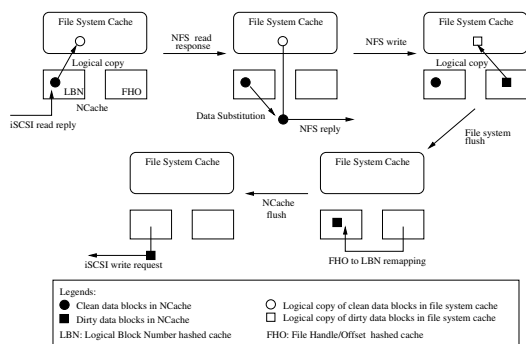 File System Cache
Logical copy
LBN
FHO
NCache
iSCSI read reply
NFS read
response
File System Cache
Data Substitution
NFS reply
NFS write
File System Cache
Logical copy
File system
flush
File System Cache
FHO to LBN remapping
NCache
flush
File System Cache
iSCSI write request
Legends:
Clean data blocks in NCache
Logical copy of clean data blocks in file system cache
Dirty data blocks in NCache
Logical copy of dirty data blocks in file system cache
LBN: Logical Block Number hashed cache
FHO: File Handle/Offset hashed cache